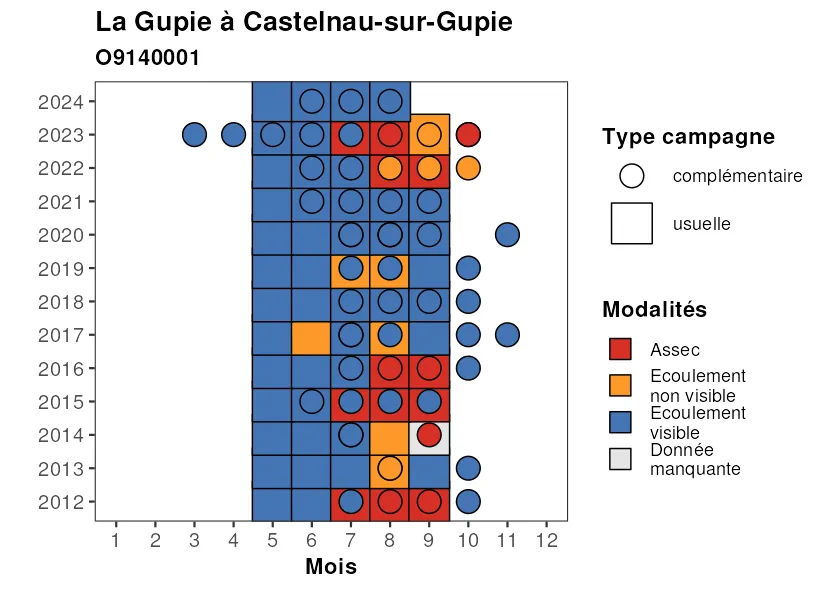 La Gupie à Castelnau-sur-Gupie
O9140001
2024
2023
2022
2021
2020
2019
2018
2017
2016
2015
2014
2013
2012
1 2 3 4 5 6 7 8 9 10 11 12
Mois
Type campagne
complémentaire
usuelle
Modalités
Assec
Ecoulement
non visible
Ecoulement
visible
Donnée
manquante